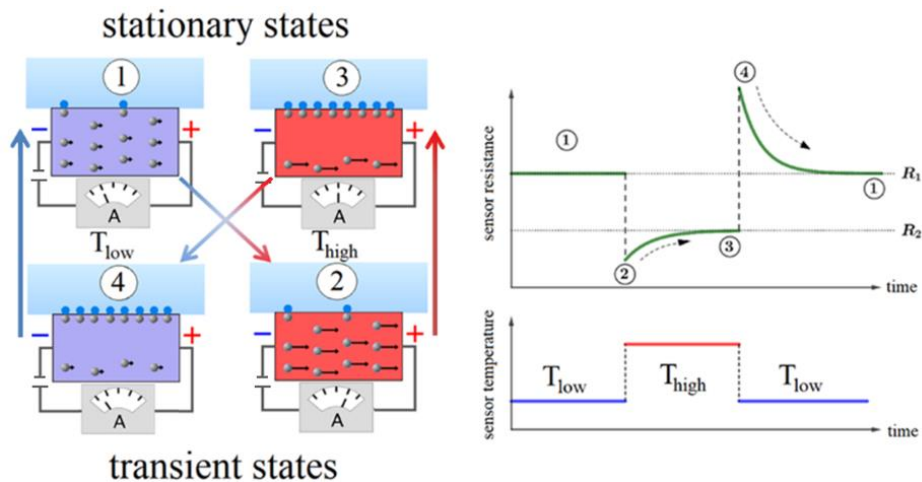 stationary states
1
3
− +
− +
A
A
T_low
T_high
4
2
− +
− +
A
A
transient states
sensor resistance
①
④
R₁
①
R₂
②
③
time
sensor temperature
T_low
T_high
T_low
time